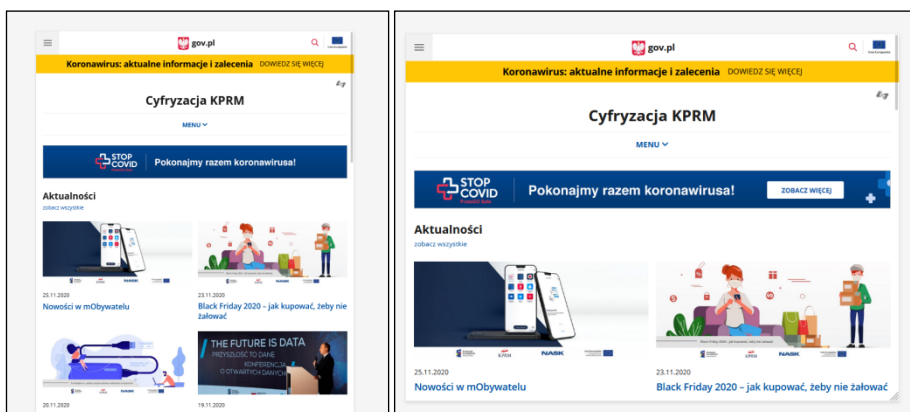 gov.pl
Koronawirus: aktualne informacje i zalecenia DOWIEDZ SIĘ WIĘCEJ
Cyfryzacja KPRM
MENU
STOP COVID Pokonajmy razem koronawirusa!
Aktualności
zobacz wszystkie
25.11.2020
Nowości w mObywatelu
23.11.2020
Black Friday 2020 – jak kupować, żeby nie
żałować
THE FUTURE IS DATA
PRZYSZŁOŚĆ TO DANE
KONFERENCJA
O OTWARTYCH DANYCH
20.11.2020
19.11.2020
gov.pl
Koronawirus: aktualne informacje i zalecenia DOWIEDZ SIĘ WIĘCEJ
Cyfryzacja KPRM
MENU
STOP COVID Pokonajmy razem koronawirusa! ZOBACZ WIĘCEJ
Aktualności
zobacz wszystkie
KPRM NASK
KPRM NASK
25.11.2020
Nowości w mObywatelu
23.11.2020
Black Friday 2020 – jak kupować, żeby nie żałować